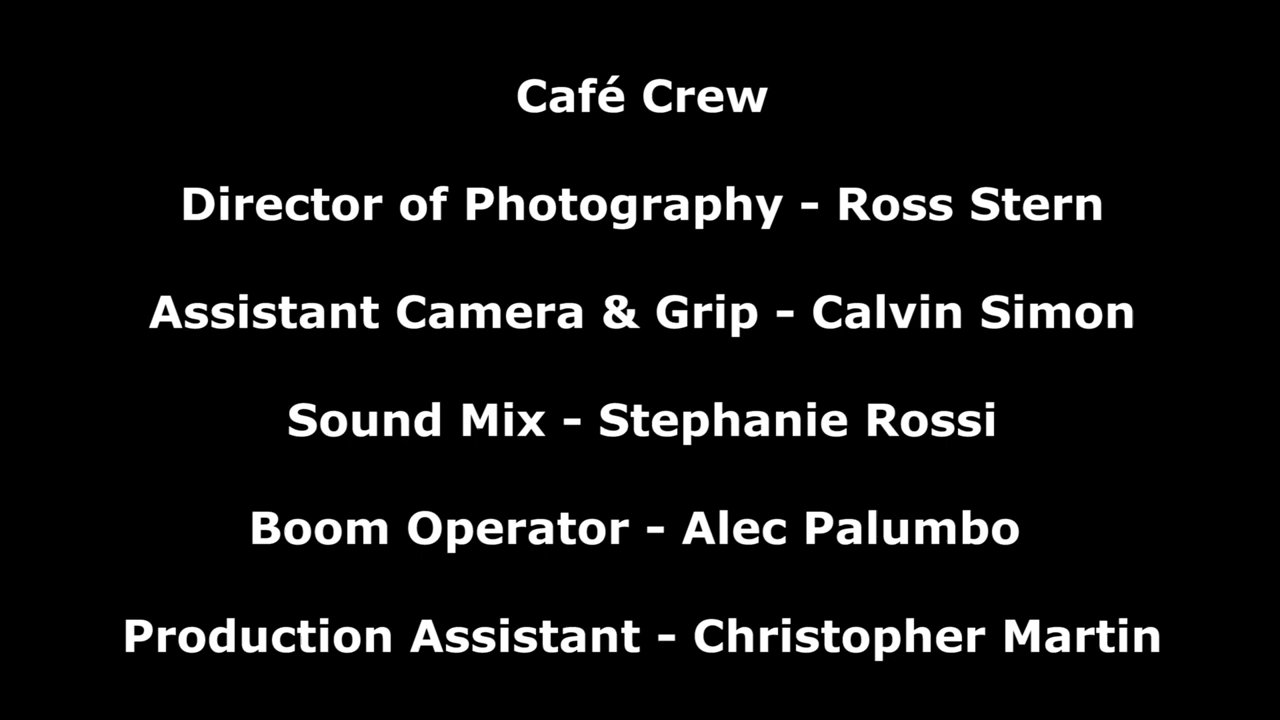 Café Crew
Director of Photography - Ross Stern
Assistant Camera & Grip - Calvin Simon
Sound Mix - Stephanie Rossi
Boom Operator - Alec Palumbo
Production Assistant - Christopher Martin